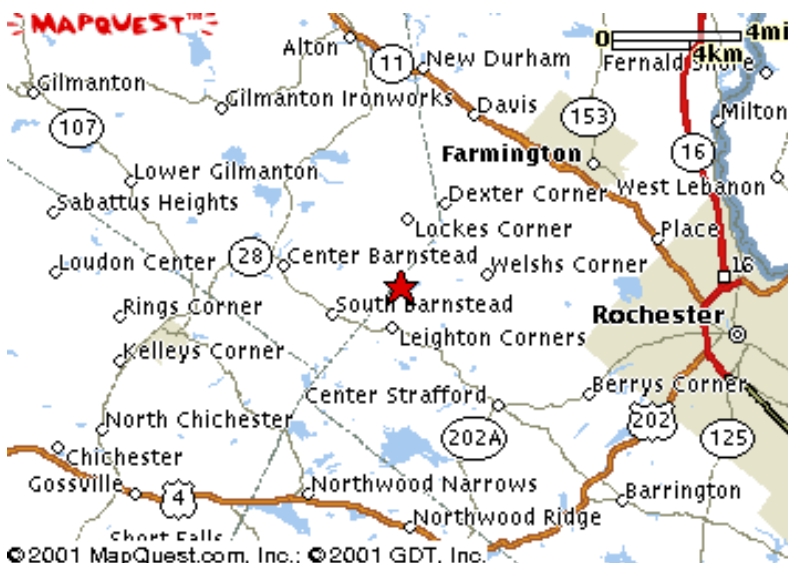 MAPQUEST™
0 4mi
4km
Alton
11
New Durham
Fernald Shore
Gilmanton
Gilmanton Ironworks
Davis
153
Milton
107
16
Farmington
Lower Gilmanton
West Lebanon
Dexter Corner
Sabattus Heights
Lockes Corner
Place
28
Center Barnstead
Loudon Center
Welshs Corner
16
Rings Corner
South Barnstead
Rochester
Leighton Corners
Kelleys Corner
Center Strafford
Berrys Corner
North Chichester
202A
202
125
Chichester
Gossville
4
Northwood Narrows
Barrington
Northwood Ridge
Short Falls
©2001 MapQuest.com, Inc.; ©2001 GDT, Inc.